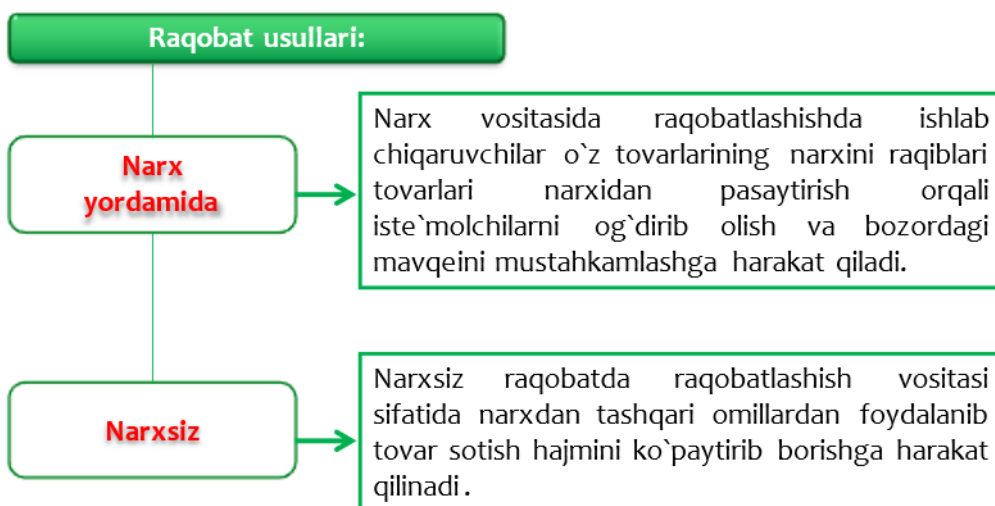 Raqobat usullari:
Narx
yordamida
Narx vositasida raqobatlashishda ishlab
chiqaruvchilar o`z tovarlarining narxini raqiblari
tovarlari narxidan pasaytirish orqali
iste`molchilarni og`dirib olish va bozordagi
mavqeini mustahkamlashga harakat qiladi.
Narxsiz
Narxsiz raqobatda raqobatlashish vositasi
sifatida narxdan tashqari omillardan foydalanib
tovar sotish hajmini ko`paytirib borishga harakat
qilinadi.